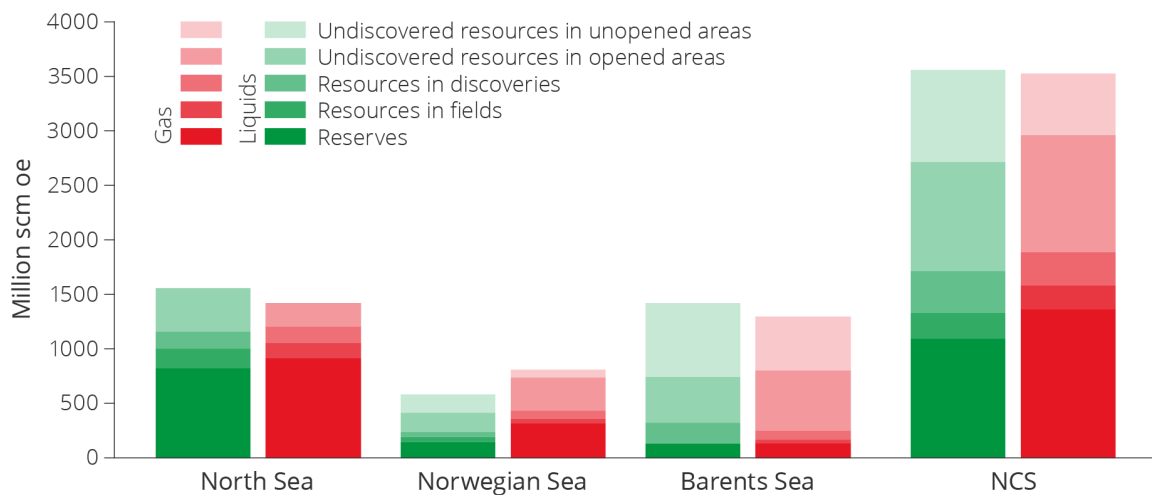 4000
3500
3000
2500
2000
1500
1000
500
0
Million scm oe
Gas
Liquids
Undiscovered resources in unopened areas
Undiscovered resources in opened areas
Resources in discoveries
Resources in fields
Reserves
North Sea
Norwegian Sea
Barents Sea
NCS